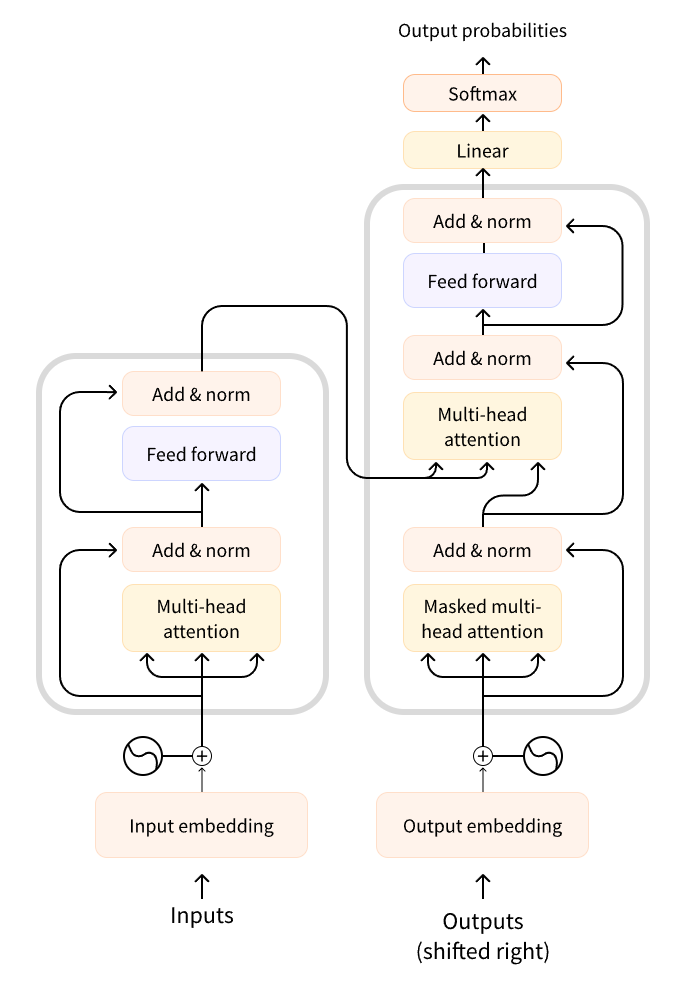 Output probabilities
Softmax
Linear
Add & norm
Feed forward
Add & norm
Multi-head
attention
Add & norm
Masked multi-
head attention
Output embedding
Outputs
(shifted right)
Add & norm
Feed forward
Add & norm
Multi-head
attention
Input embedding
Inputs